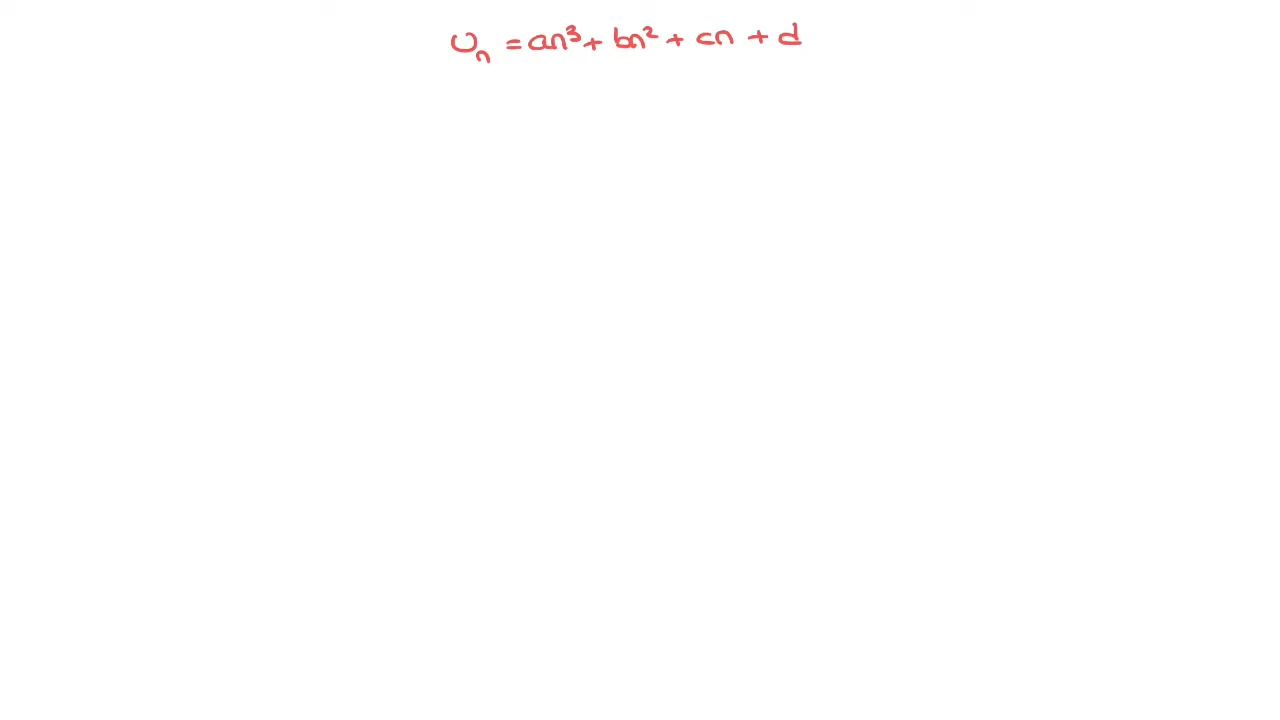 Uₙ = an³ + bn² + cn + d